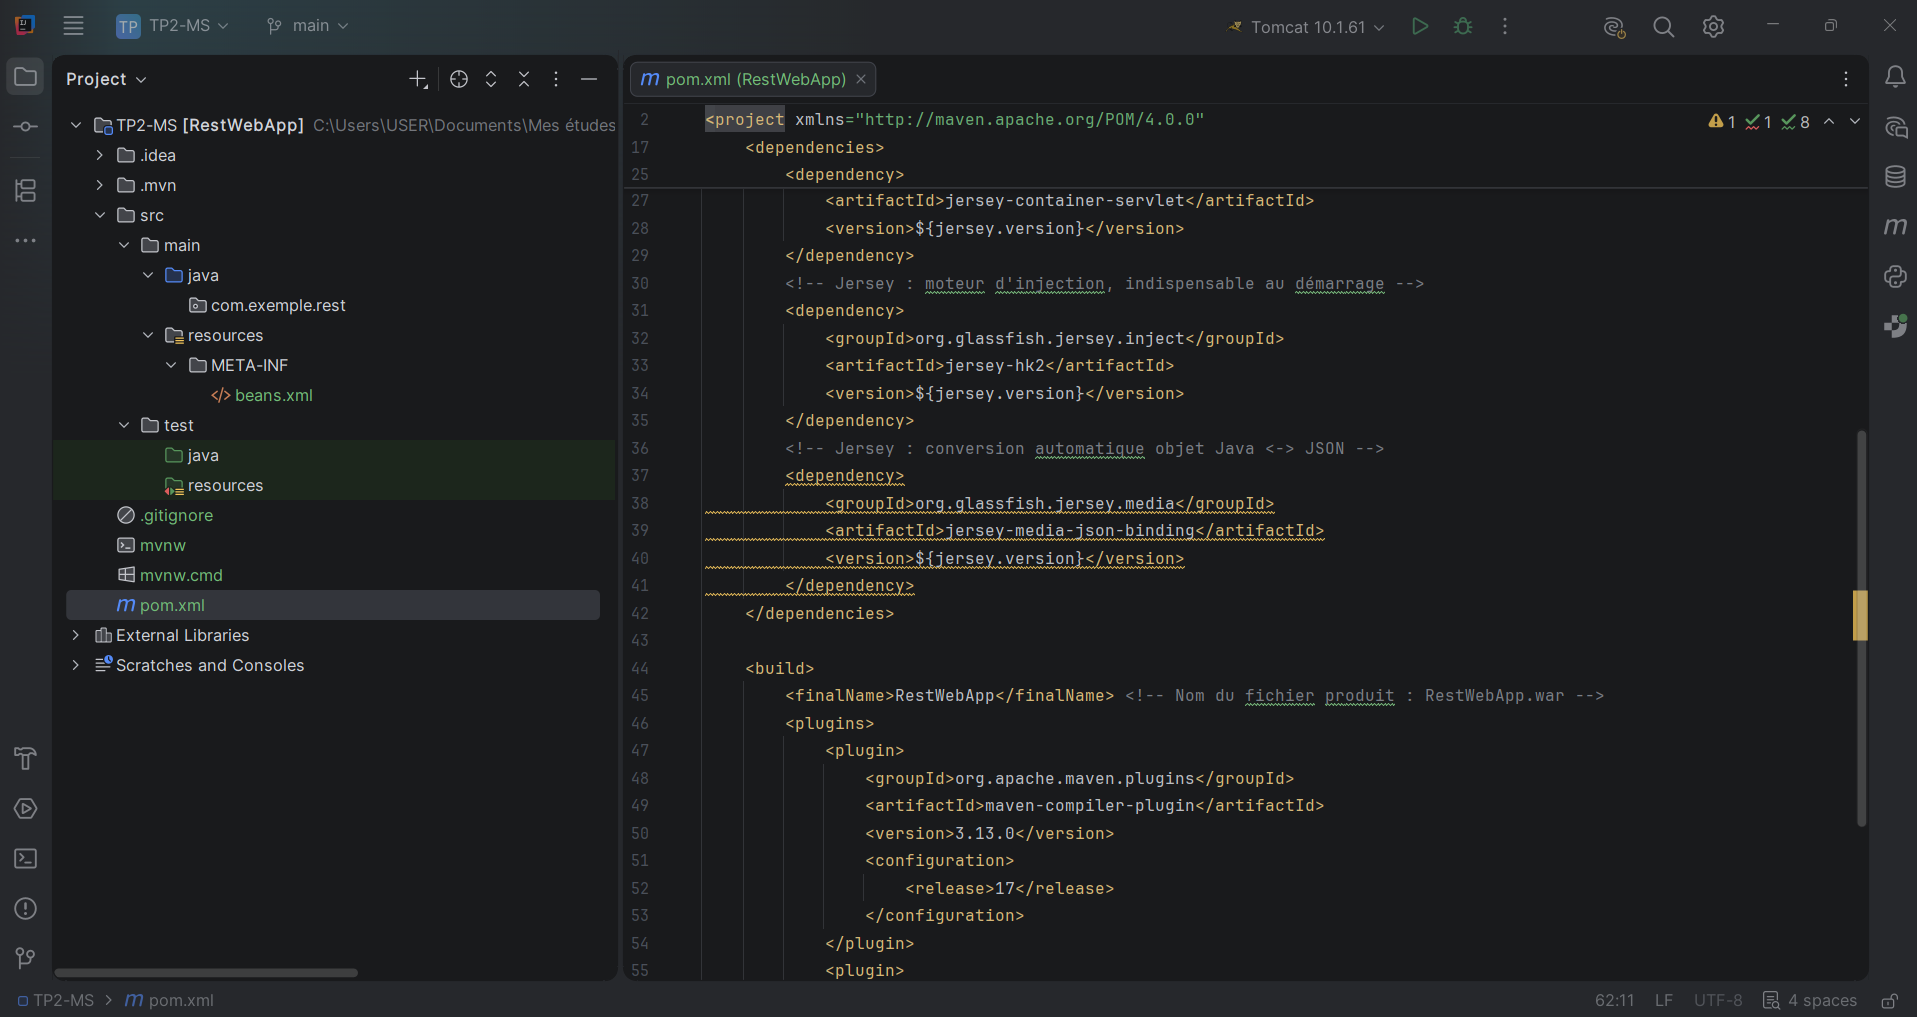 TP TP2-MS main Tomcat 10.1.61
Project
TP2-MS [RestWebApp] C:\Users\USER\Documents\Mes études
.idea
.mvn
src
main
java
com.exemple.rest
resources
META-INF
</> beans.xml
test
java
resources
.gitignore
mvnw
mvnw.cmd
m pom.xml
External Libraries
Scratches and Consoles
m pom.xml (RestWebApp)
1 1 8
2 <project xmlns="http://maven.apache.org/POM/4.0.0"
17 <dependencies>
25 <dependency>
27 <artifactId>jersey-container-servlet</artifactId>
28 <version>${jersey.version}</version>
29 </dependency>
30 <!-- Jersey : moteur d'injection, indispensable au démarrage -->
31 <dependency>
32 <groupId>org.glassfish.jersey.inject</groupId>
33 <artifactId>jersey-hk2</artifactId>
34 <version>${jersey.version}</version>
35 </dependency>
36 <!-- Jersey : conversion automatique objet Java <-> JSON -->
37 <dependency>
38 <groupId>org.glassfish.jersey.media</groupId>
39 <artifactId>jersey-media-json-binding</artifactId>
40 <version>${jersey.version}</version>
41 </dependency>
42 </dependencies>
43
44 <build>
45 <finalName>RestWebApp</finalName> <!-- Nom du fichier produit : RestWebApp.war -->
46 <plugins>
47 <plugin>
48 <groupId>org.apache.maven.plugins</groupId>
49 <artifactId>maven-compiler-plugin</artifactId>
50 <version>3.13.0</version>
51 <configuration>
52 <release>17</release>
53 </configuration>
54 </plugin>
55 <plugin>
TP2-MS > m pom.xml 62:11 LF UTF-8 4 spaces